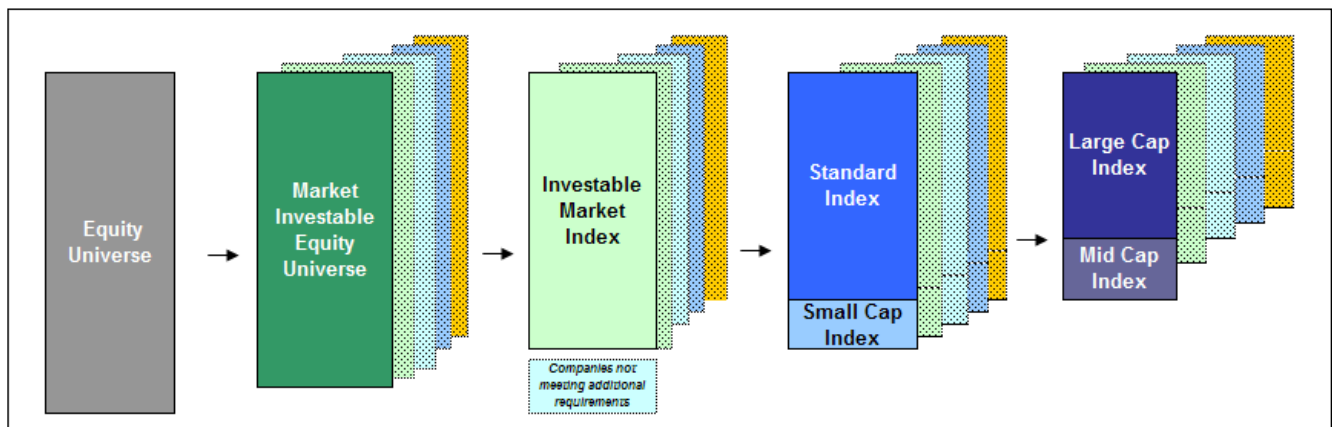 Equity
Universe
Market
Investable
Equity
Universe
Investable
Market
Index
Companies not
meeting additional
requirements
Standard
Index
Small Cap
Index
Large Cap
Index
Mid Cap
Index